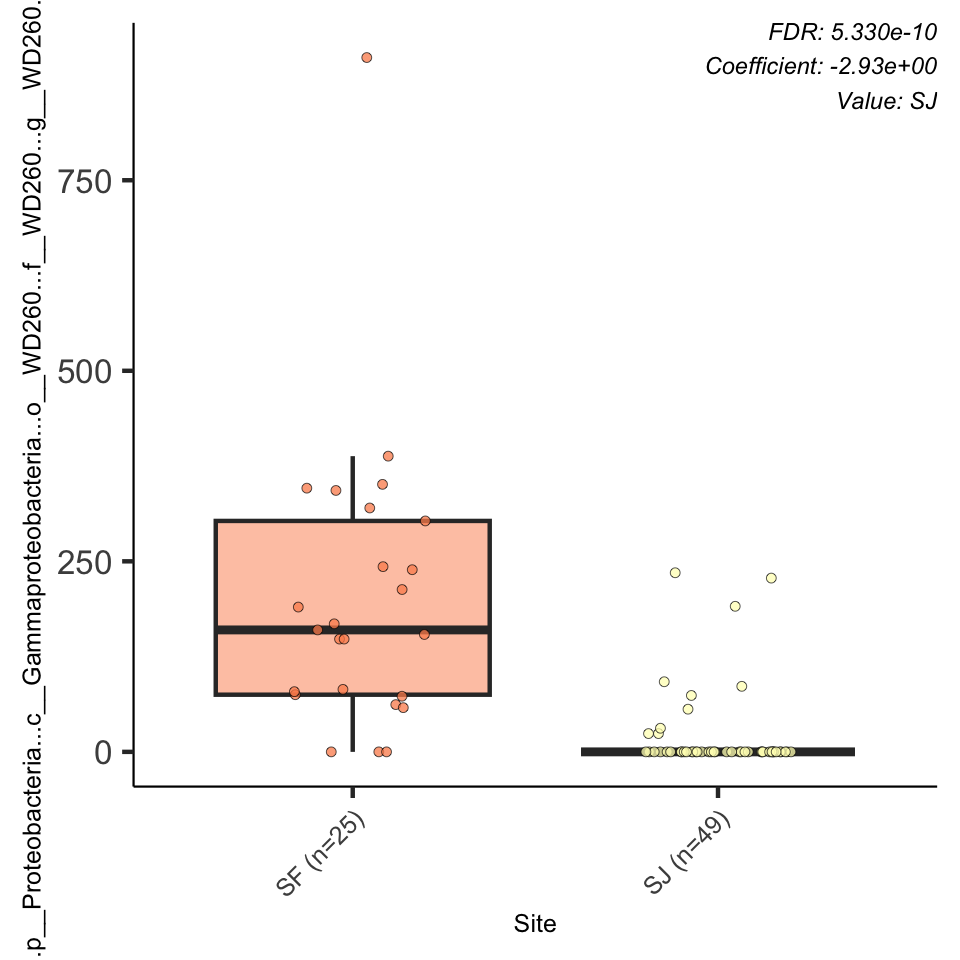 .p__Proteobacteria...c__Gammaproteobacteria...o__WD260...f__WD260...g__WD260.
FDR: 5.330e-10
Coefficient: -2.93e+00
Value: SJ
750
500
250
0
SF (n=25)
SJ (n=49)
Site